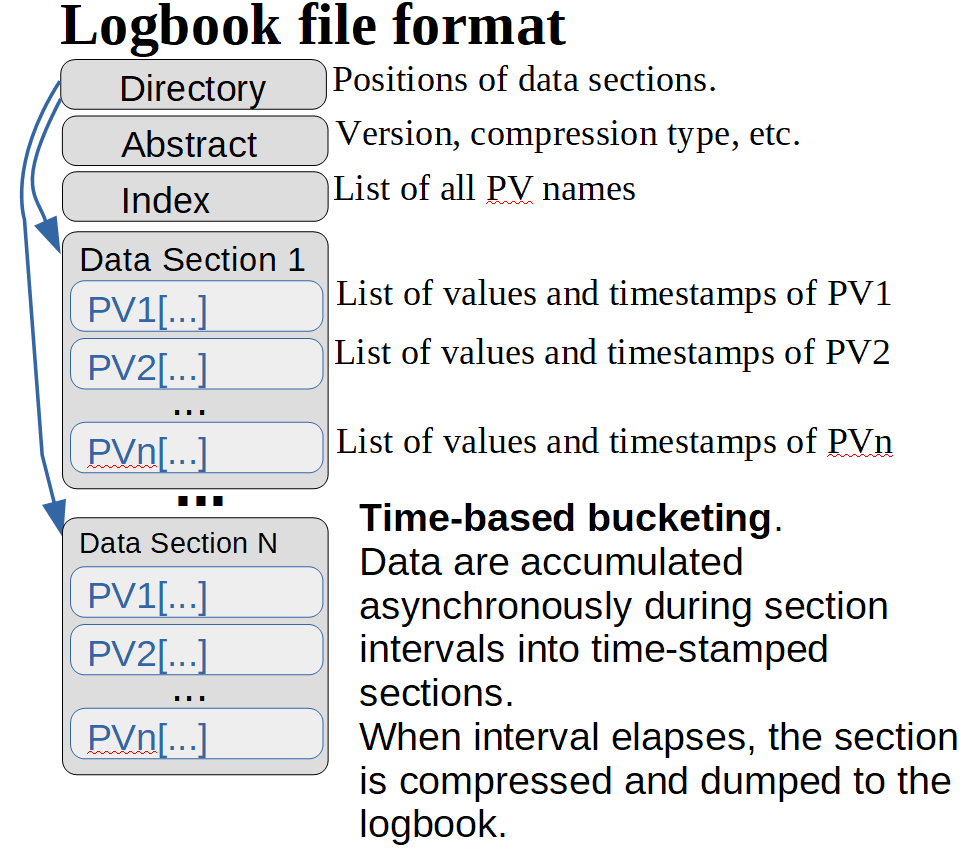 Logbook file format
Directory
Positions of data sections.
Abstract
Version, compression type, etc.
Index
List of all PV names
Data Section 1
PV1[...]
List of values and timestamps of PV1
PV2[...]
List of values and timestamps of PV2
...
PVn[...]
List of values and timestamps of PVn
...
Data Section N
PV1[...]
PV2[...]
...
PVn[...]
Time-based bucketing.
Data are accumulated
asynchronously during section
intervals into time-stamped
sections.
When interval elapses, the section
is compressed and dumped to the
logbook.